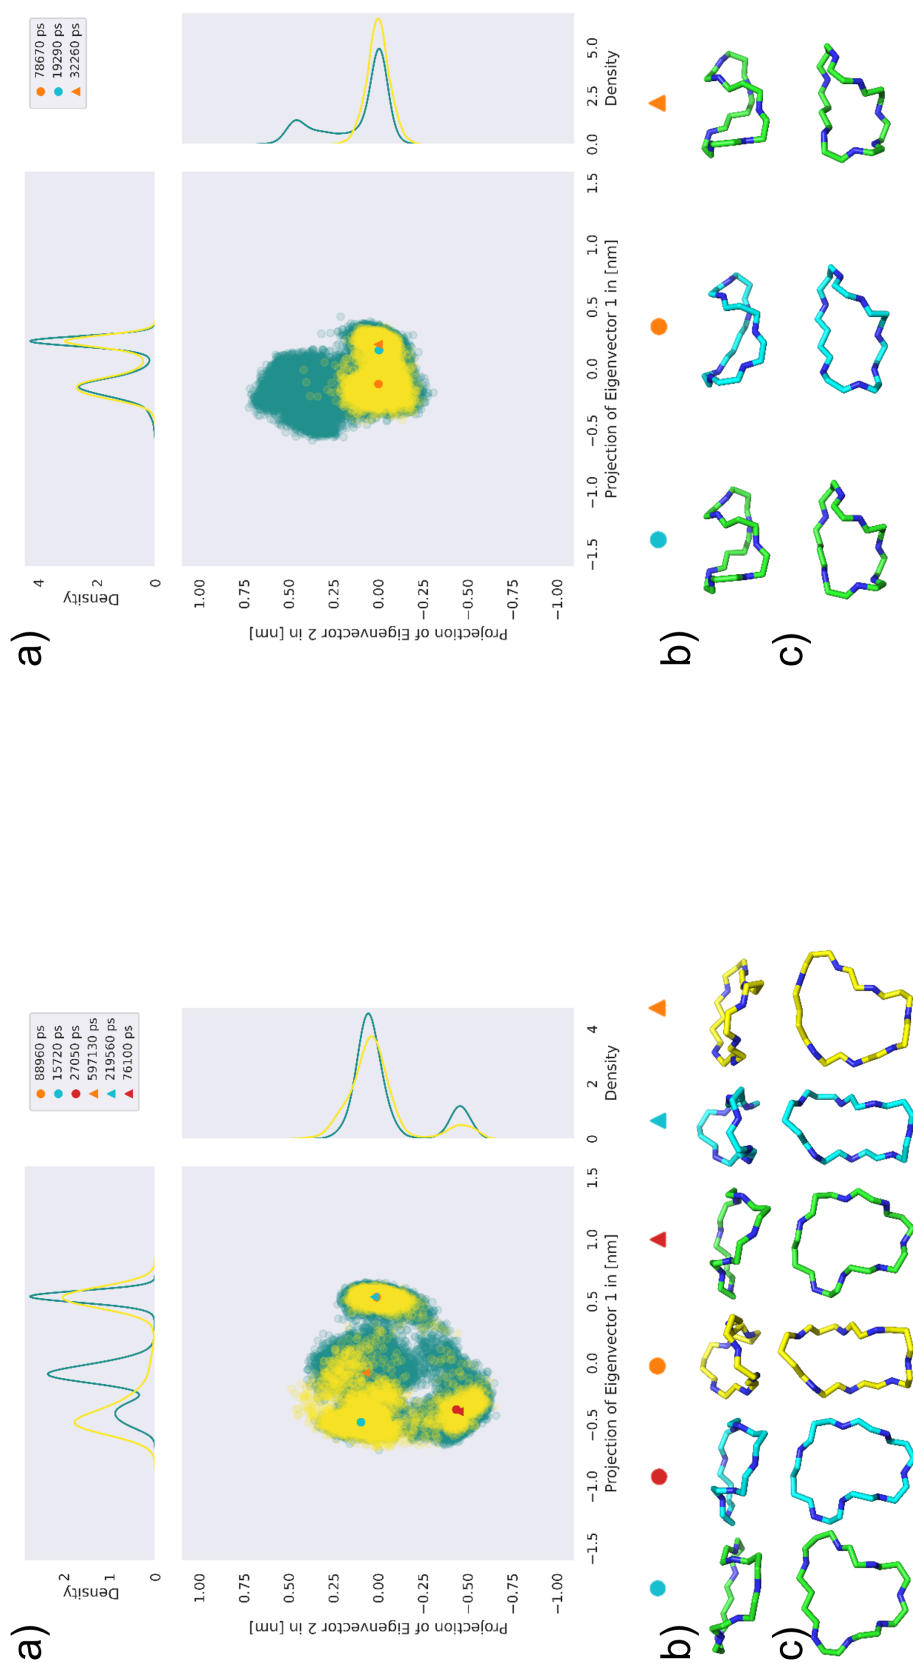 a)
2
1
0
Density
88960 ps
15720 ps
27050 ps
597130 ps
219560 ps
76100 ps
1.00
0.75
0.50
0.25
0.00
−0.25
−0.50
−0.75
−1.00
Projection of Eigenvector 2 in [nm]
−1.5
−1.0
−0.5
0.0
0.5
1.0
1.5
Projection of Eigenvector 1 in [nm]
0
2
4
Density
b)
c)
a)
4
2
0
Density
78670 ps
19290 ps
32260 ps
1.00
0.75
0.50
0.25
0.00
−0.25
−0.50
−0.75
−1.00
Projection of Eigenvector 2 in [nm]
−1.5
−1.0
−0.5
0.0
0.5
1.0
1.5
Projection of Eigenvector 1 in [nm]
0.0
2.5
5.0
Density
b)
c)